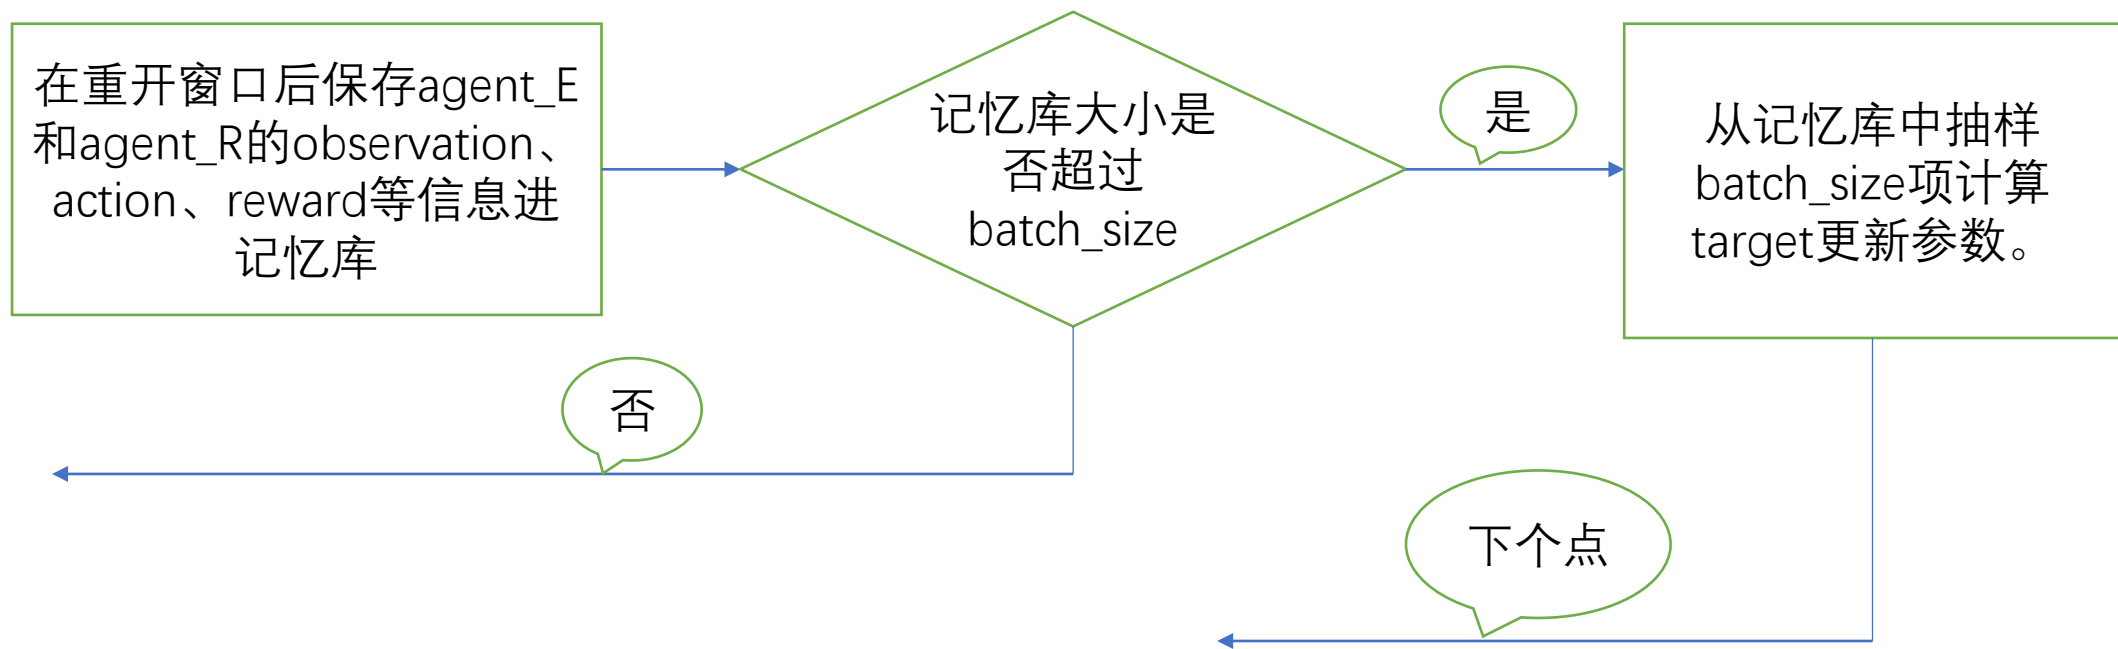 在重开窗口后保存agent_E
和agent_R的observation、
action、reward等信息进
记忆库
记忆库大小是
否超过
batch_size
是
从记忆库中抽样
batch_size项计算
target更新参数。
否
下个点